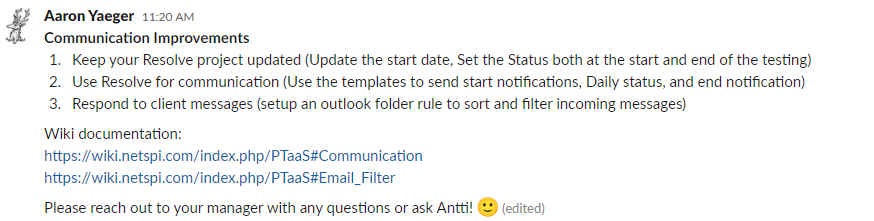 Aaron Yaeger 11:20 AM
Communication Improvements
1. Keep your Resolve project updated (Update the start date, Set the Status both at the start and end of the testing)
2. Use Resolve for communication (Use the templates to send start notifications, Daily status, and end notification)
3. Respond to client messages (setup an outlook folder rule to sort and filter incoming messages)
Wiki documentation:
https://wiki.netspi.com/index.php/PTaaS#Communication
https://wiki.netspi.com/index.php/PTaaS#Email_Filter
Please reach out to your manager with any questions or ask Antti! 🙂 (edited)